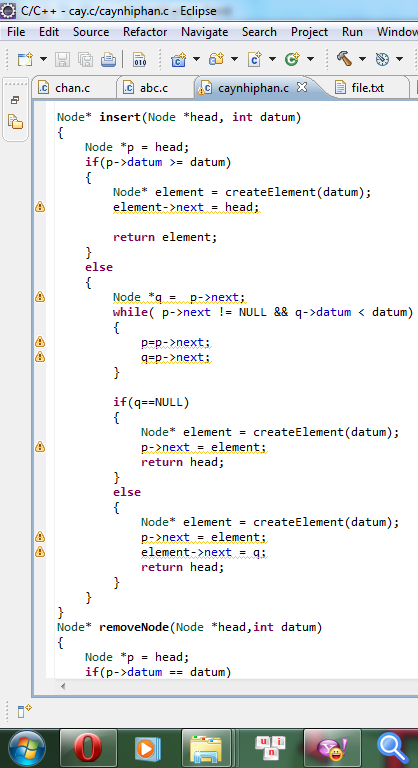 C/C++ - cay.c/caynhiphan.c - Eclipse
File Edit Source Refactor Navigate Search Project Run Window
010
chan.c abc.c caynhiphan.c file.txt
Node* insert(Node *head, int datum)
{
Node *p = head;
if(p->datum >= datum)
{
Node* element = createElement(datum);
element->next = head;
return element;
}
else
{
Node *q =  p->next;
while( p->next != NULL && q->datum < datum)
{
p=p->next;
q=p->next;
}
if(q==NULL)
{
Node* element = createElement(datum);
p->next = element;
return head;
}
else
{
Node* element = createElement(datum);
p->next = element;
element->next = q;
return head;
}
}
}
Node* removeNode(Node *head,int datum)
{
Node *p = head;
if(p->datum == datum)